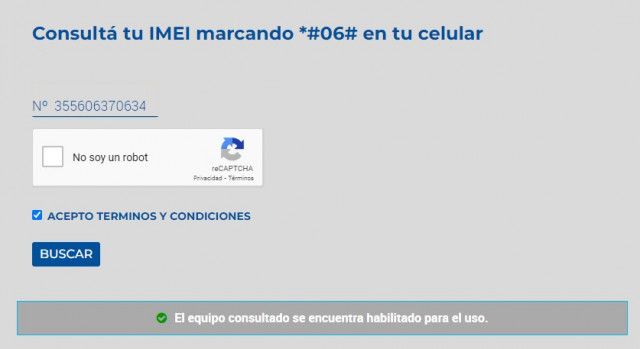 Consultá tu IMEI marcando *#06# en tu celular
Nº 355606370634
No soy un robot
reCAPTCHA
Privacidad - Términos
ACEPTO TERMINOS Y CONDICIONES
BUSCAR
El equipo consultado se encuentra habilitado para el uso.